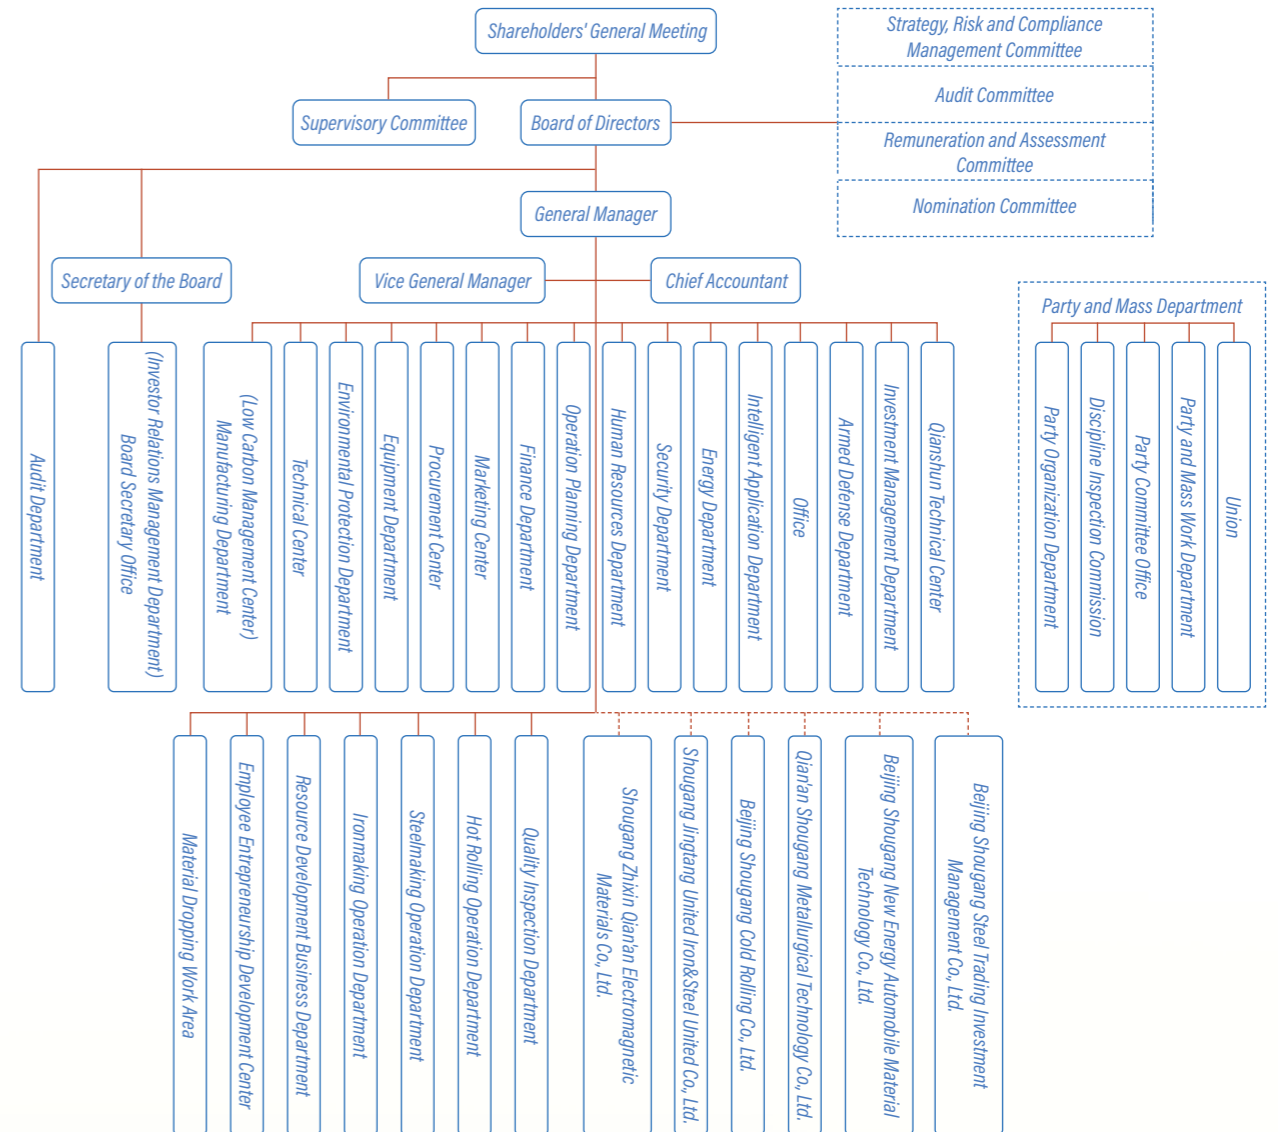 Shareholders' General Meeting
Strategy, Risk and Compliance
Management Committee
Audit Committee
Supervisory Committee
Board of Directors
Remuneration and Assessment
Committee
Nomination Committee
General Manager
Secretary of the Board
Vice General Manager
Chief Accountant
Party and Mass Department
Audit Department
(Investor Relations Management Department)
Board Secretary Office
(Low Carbon Management Center)
Manufacturing Department
Technical Center
Environmental Protection Department
Equipment Department
Procurement Center
Marketing Center
Finance Department
Operation Planning Department
Human Resources Department
Security Department
Energy Department
Intelligent Application Department
Office
Armed Defense Department
Investment Management Department
Qianshun Technical Center
Party Organization Department
Discipline Inspection Commission
Party Committee Office
Party and Mass Work Department
Union
Material Dropping Work Area
Employee Entrepreneurship Development Center
Resource Development Business Department
Ironmaking Operation Department
Steelmaking Operation Department
Hot Rolling Operation Department
Quality Inspection Department
Shougang Zhixin Qian'an Electromagnetic
Materials Co., Ltd.
Shougang Jingtang United Iron&Steel United Co., Ltd.
Beijing Shougang Cold Rolling Co., Ltd.
Qian'an Shougang Metallurgical Technology Co., Ltd.
Beijing Shougang New Energy Automobile Material
Technology Co., Ltd.
Beijing Shougang Steel Trading Investment
Management Co., Ltd.